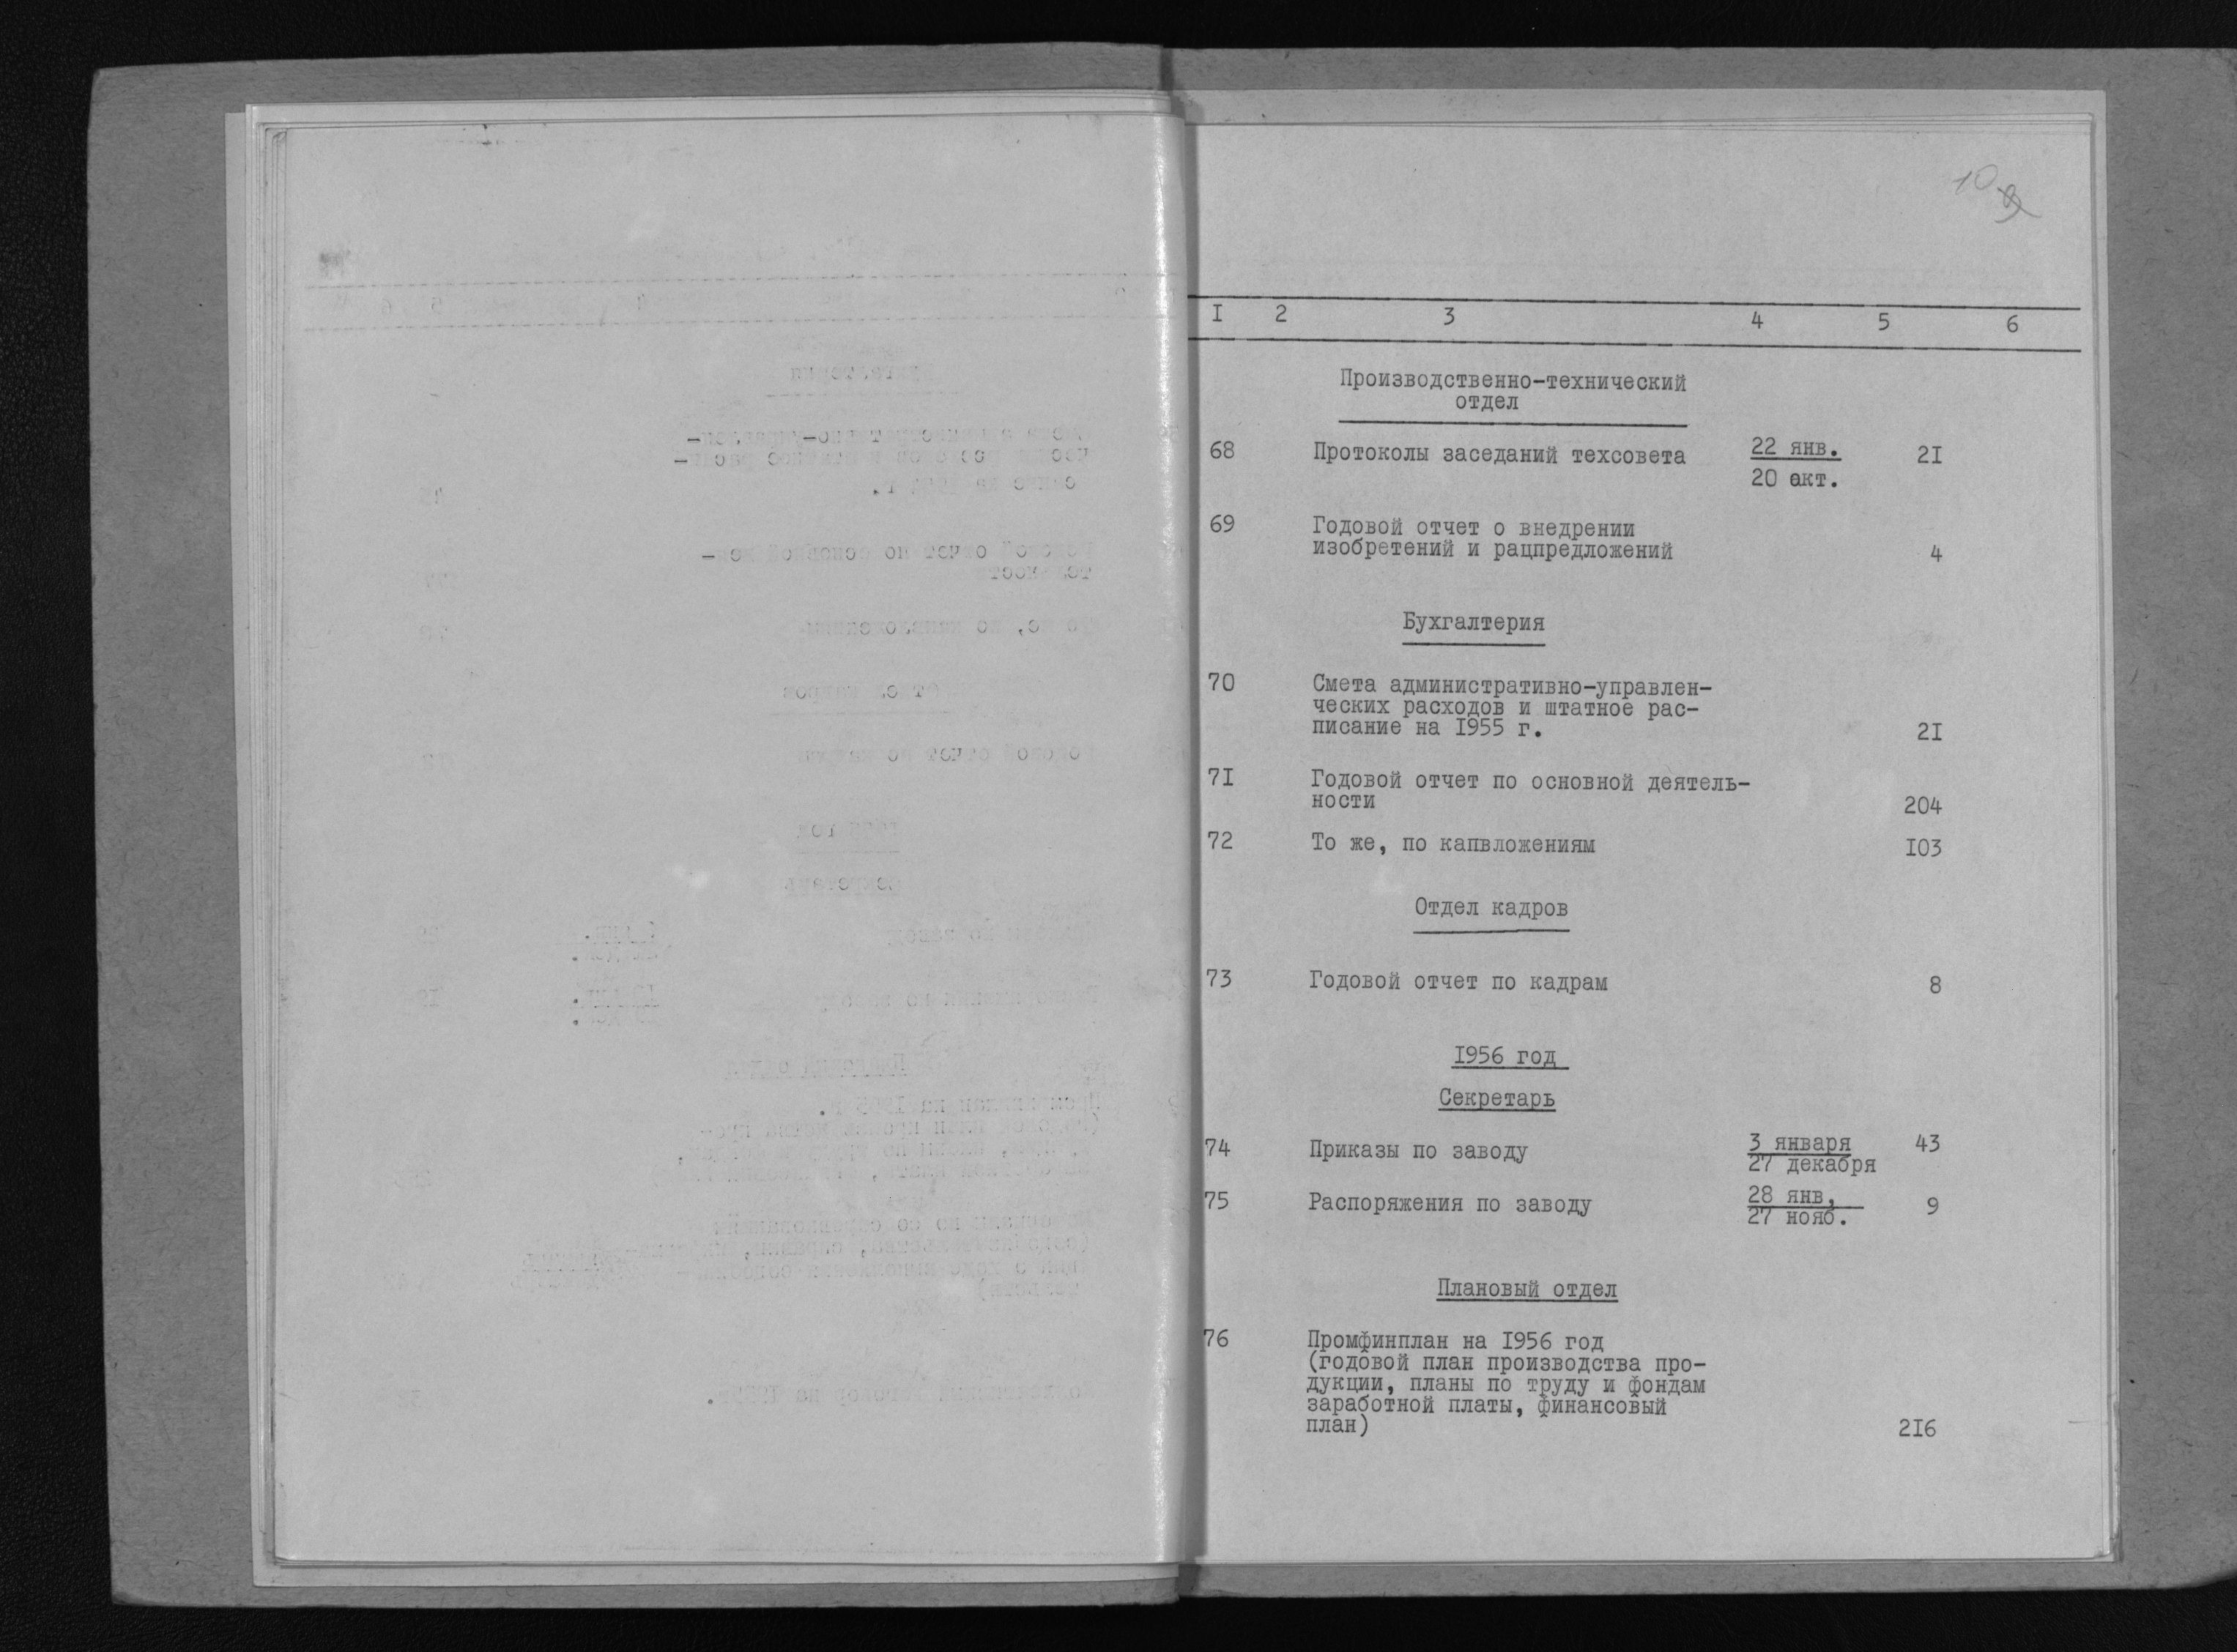 10 9
I 2 3 4 5 6
Производственно-технический
отдел
68 Протоколы заседаний техсовета 22 янв. 2I
20 окт.
69 Годовой отчет о внедрении
изобретений и рацпредложений 4
Бухгалтерия
70 Смета административно-управлен-
ческих расходов и штатное рас-
писание на I955 г. 2I
7I Годовой отчет по основной деятель-
ности 204
72 То же, по капвложениям I03
Отдел кадров
73 Годовой отчет по кадрам 8
I956 год
Секретарь
74 Приказы по заводу 3 января 43
27 декабря
75 Распоряжения по заводу 28 янв, 9
27 нояб.
Плановый отдел
76 Промфинплан на I956 год
(годовой план производства про-
дукции, планы по труду и фондам
заработной платы, финансовый
план) 2I6